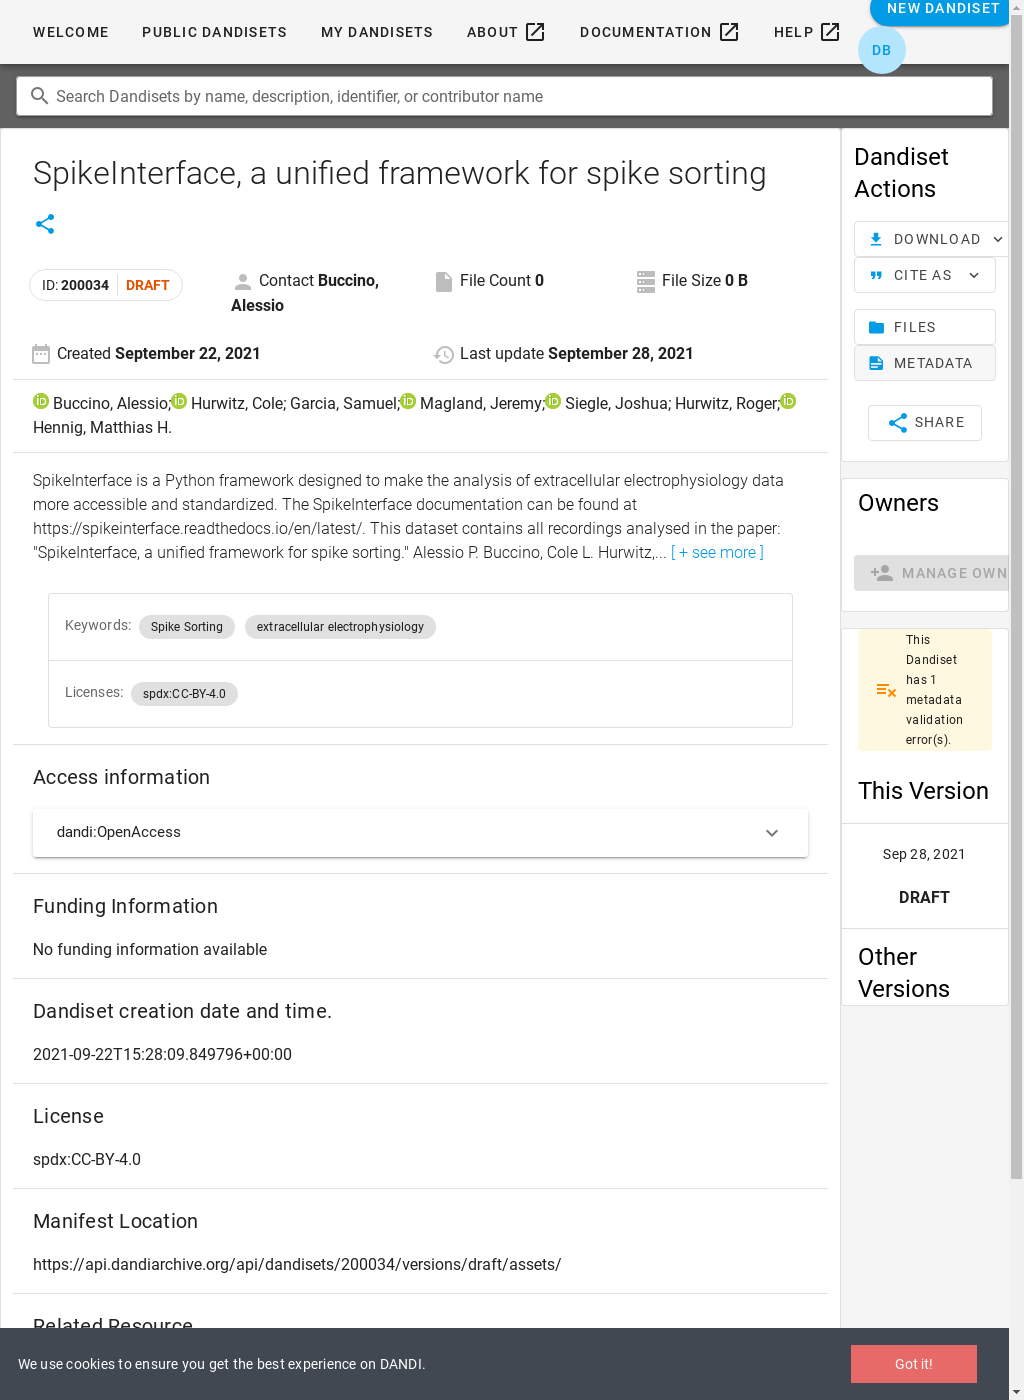 WELCOME PUBLIC DANDISETS MY DANDISETS ABOUT DOCUMENTATION HELP NEW DANDISET
DB
Search Dandisets by name, description, identifier, or contributor name
SpikeInterface, a unified framework for spike sorting
ID: 200034 DRAFT
Contact Buccino, Alessio
File Count 0
File Size 0 B
Created September 22, 2021
Last update September 28, 2021
Buccino, Alessio; Hurwitz, Cole; Garcia, Samuel; Magland, Jeremy; Siegle, Joshua; Hurwitz, Roger;
Hennig, Matthias H.
SpikeInterface is a Python framework designed to make the analysis of extracellular electrophysiology data
more accessible and standardized. The SpikeInterface documentation can be found at
https://spikeinterface.readthedocs.io/en/latest/. This dataset contains all recordings analysed in the paper:
"SpikeInterface, a unified framework for spike sorting." Alessio P. Buccino, Cole L. Hurwitz,... [ + see more ]
Keywords: Spike Sorting extracellular electrophysiology
Licenses: spdx:CC-BY-4.0
Access information
dandi:OpenAccess
Funding Information
No funding information available
Dandiset creation date and time.
2021-09-22T15:28:09.849796+00:00
License
spdx:CC-BY-4.0
Manifest Location
https://api.dandiarchive.org/api/dandisets/200034/versions/draft/assets/
Related Resource
Dandiset
Actions
DOWNLOAD
CITE AS
FILES
METADATA
SHARE
Owners
MANAGE OWN
This
Dandiset
has 1
metadata
validation
error(s).
This Version
Sep 28, 2021
DRAFT
Other
Versions
We use cookies to ensure you get the best experience on DANDI.
Got it!